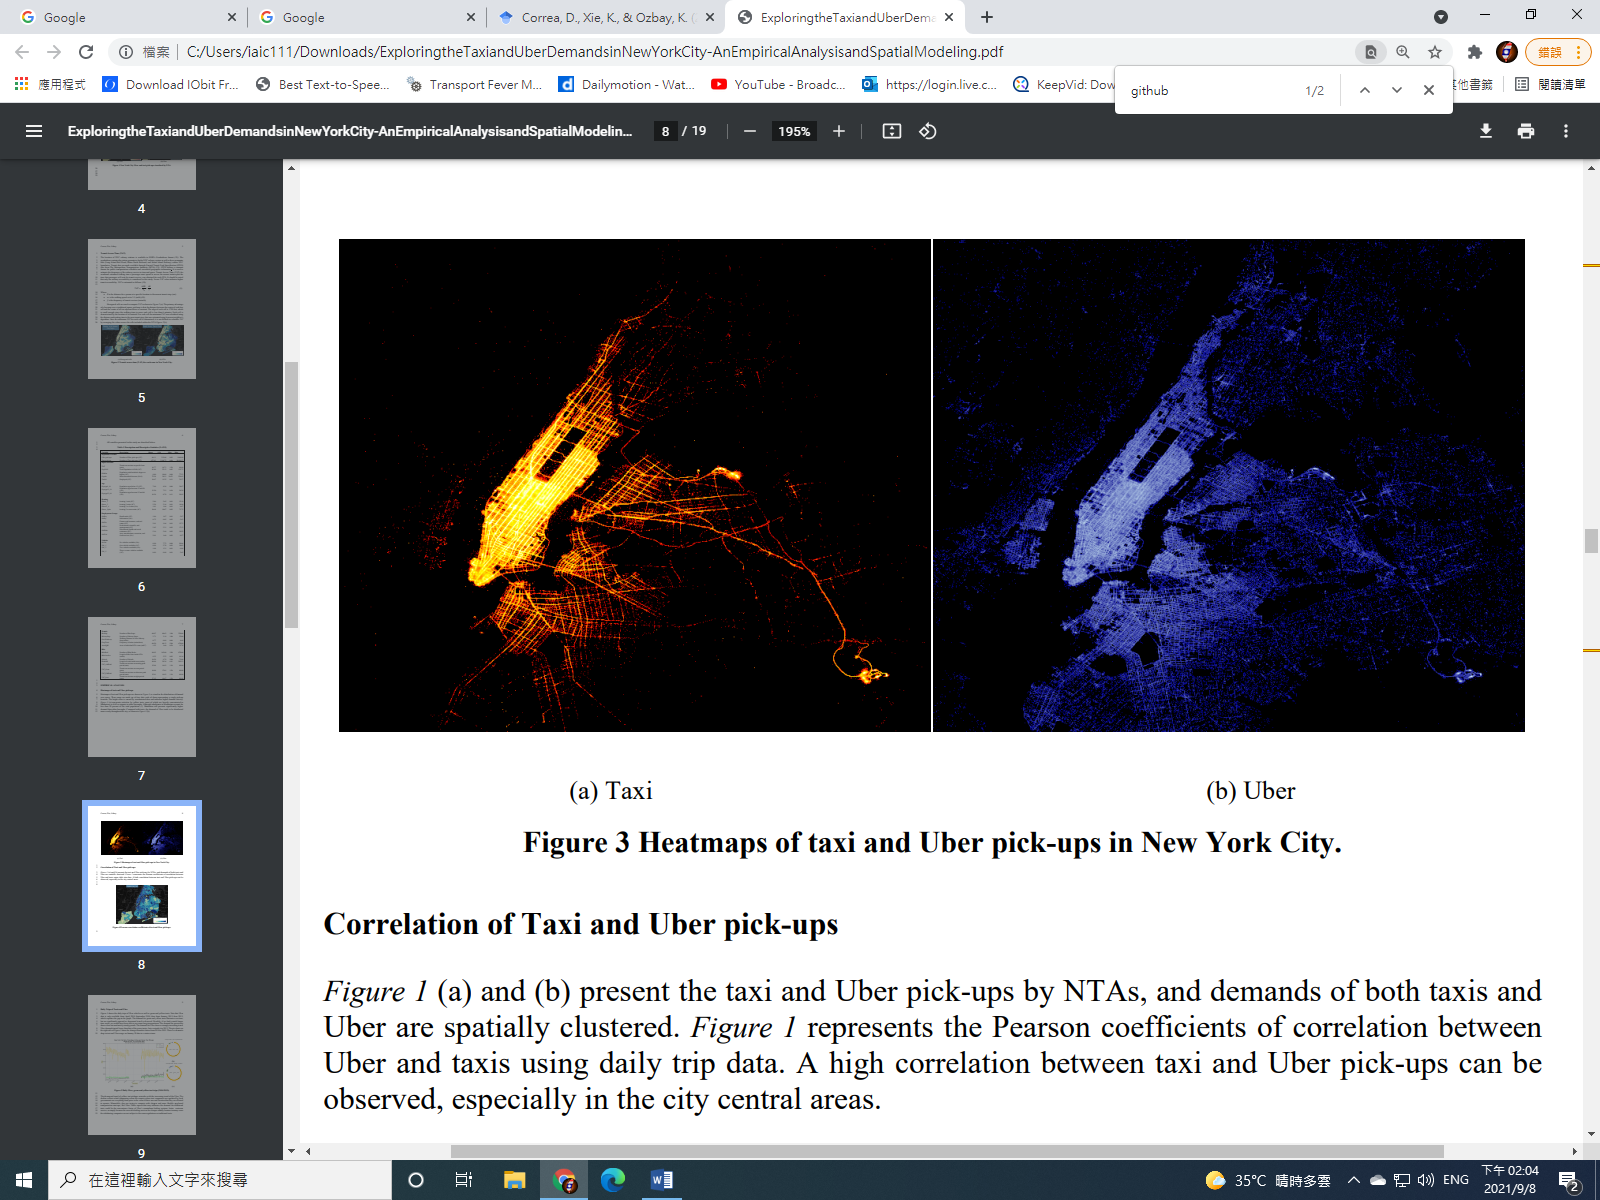 Google
Google
Correa, D., Xie, K., & Ozbay, K. (
ExploringtheTaxiandUberDem
檔案
C:/Users/iaic111/Downloads/ExploringtheTaxiandUberDemandsinNewYorkCity-AnEmpiricalAnalysisandSpatialModeling.pdf
錯誤
應用程式
Download IObit Fr...
Best Text-to-Spee...
Transport Fever M...
Dailymotion - Wat...
YouTube - Broadc...
https://login.live.c...
KeepVid: Dow
其他書籤
閱讀清單
github
1/2
ExploringtheTaxiandUberDemandsinNewYorkCity-AnEmpiricalAnalysisandSpatialModelin...
8 / 19
195%
4
5
6
7
8
9
(a) Taxi
(b) Uber
Figure 3 Heatmaps of taxi and Uber pick-ups in New York City.
Correlation of Taxi and Uber pick-ups
Figure 1 (a) and (b) present the taxi and Uber pick-ups by NTAs, and demands of both taxis and
Uber are spatially clustered. Figure 1 represents the Pearson coefficients of correlation between
Uber and taxis using daily trip data. A high correlation between taxi and Uber pick-ups can be
observed, especially in the city central areas.
在這裡輸入文字來搜尋
35°C 晴時多雲
ENG
下午 02:04
2021/9/8
2